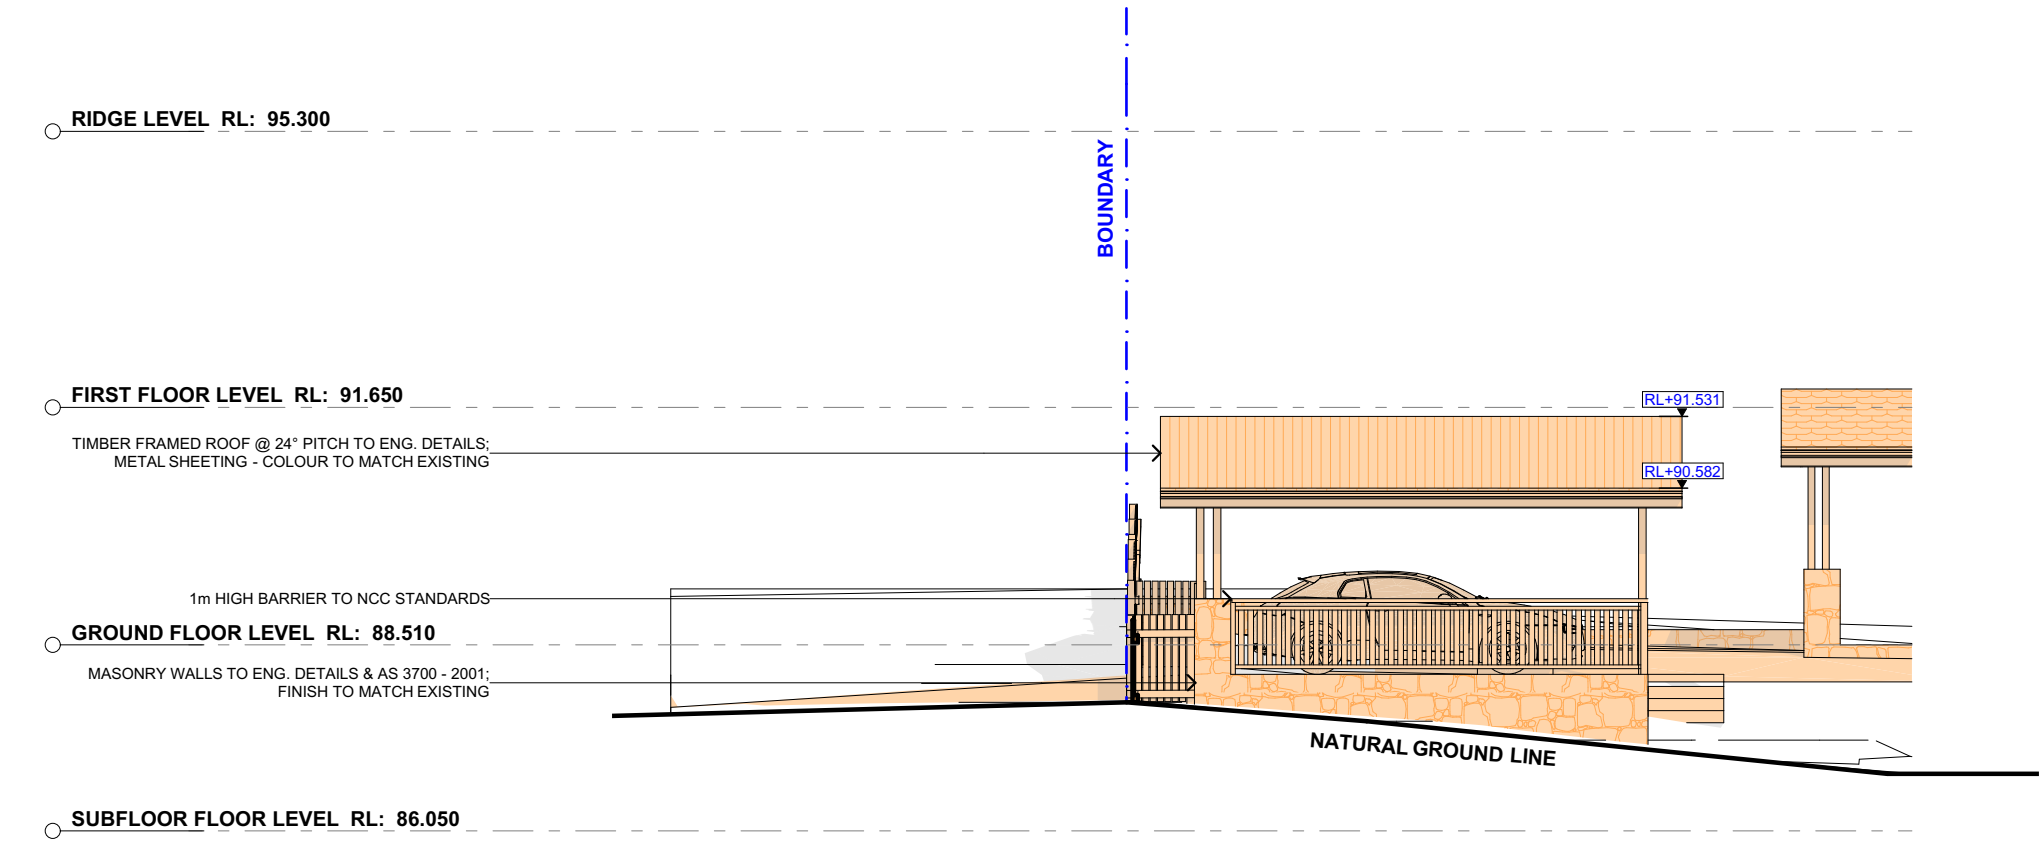 RIDGE LEVEL RL: 95.300
BOUNDARY
FIRST FLOOR LEVEL RL: 91.650
RL+91.531
TIMBER FRAMED ROOF @ 24° PITCH TO ENG. DETAILS;
METAL SHEETING - COLOUR TO MATCH EXISTING
RL+90.582
1m HIGH BARRIER TO NCC STANDARDS
GROUND FLOOR LEVEL RL: 88.510
MASONRY WALLS TO ENG. DETAILS & AS 3700 - 2001;
FINISH TO MATCH EXISTING
NATURAL GROUND LINE
SUBFLOOR FLOOR LEVEL RL: 86.050